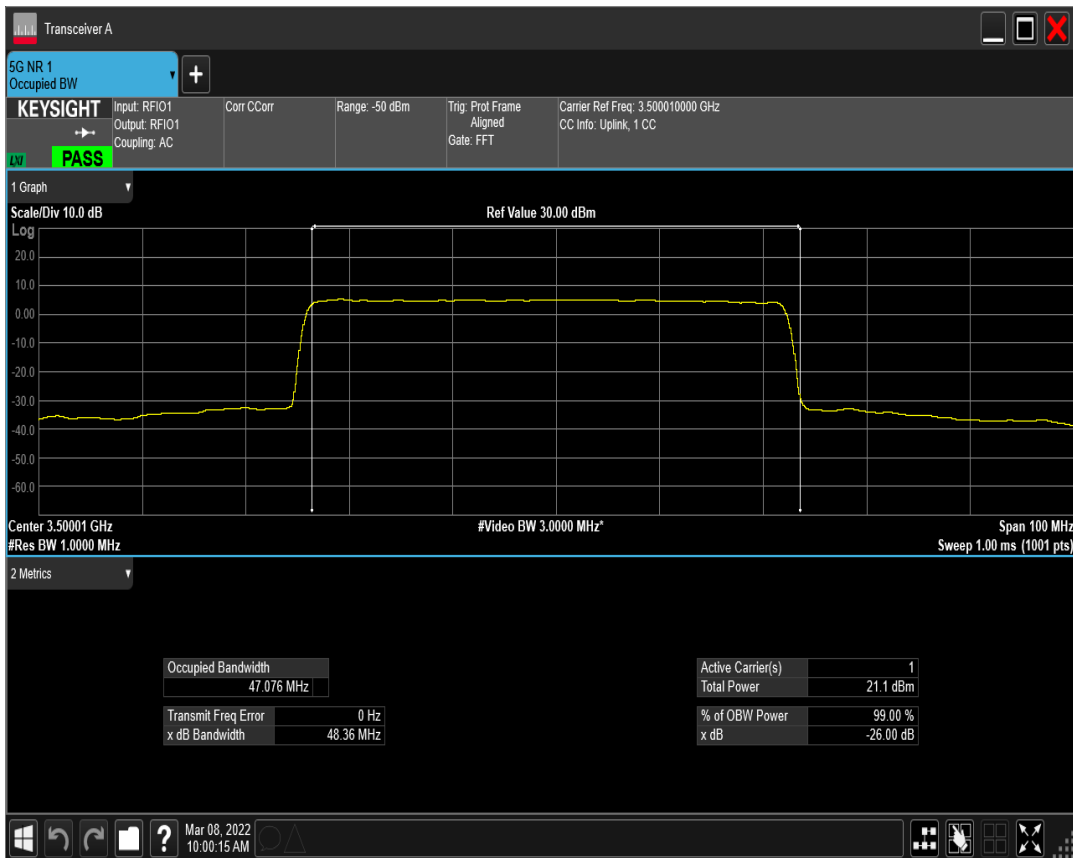 Transceiver A
5G NR 1
Occupied BW
+
KEYSIGHT
LXI
PASS
Input: RFIO1
Output: RFIO1
Coupling: AC
Corr CCorr
Range: -50 dBm
Trig: Prot Frame
Aligned
Gate: FFT
Carrier Ref Freq: 3.500010000 GHz
CC Info: Uplink, 1 CC
1 Graph
Scale/Div 10.0 dB
Ref Value 30.00 dBm
Log
20.0
10.0
0.00
-10.0
-20.0
-30.0
-40.0
-50.0
-60.0
Center 3.50001 GHz
#Video BW 3.0000 MHz*
Span 100 MHz
#Res BW 1.0000 MHz
Sweep 1.00 ms (1001 pts)
2 Metrics
Occupied Bandwidth
47.076 MHz
Transmit Freq Error 0 Hz
x dB Bandwidth 48.36 MHz
Active Carrier(s) 1
Total Power 21.1 dBm
% of OBW Power 99.00 %
x dB -26.00 dB
?
Mar 08, 2022
10:00:15 AM